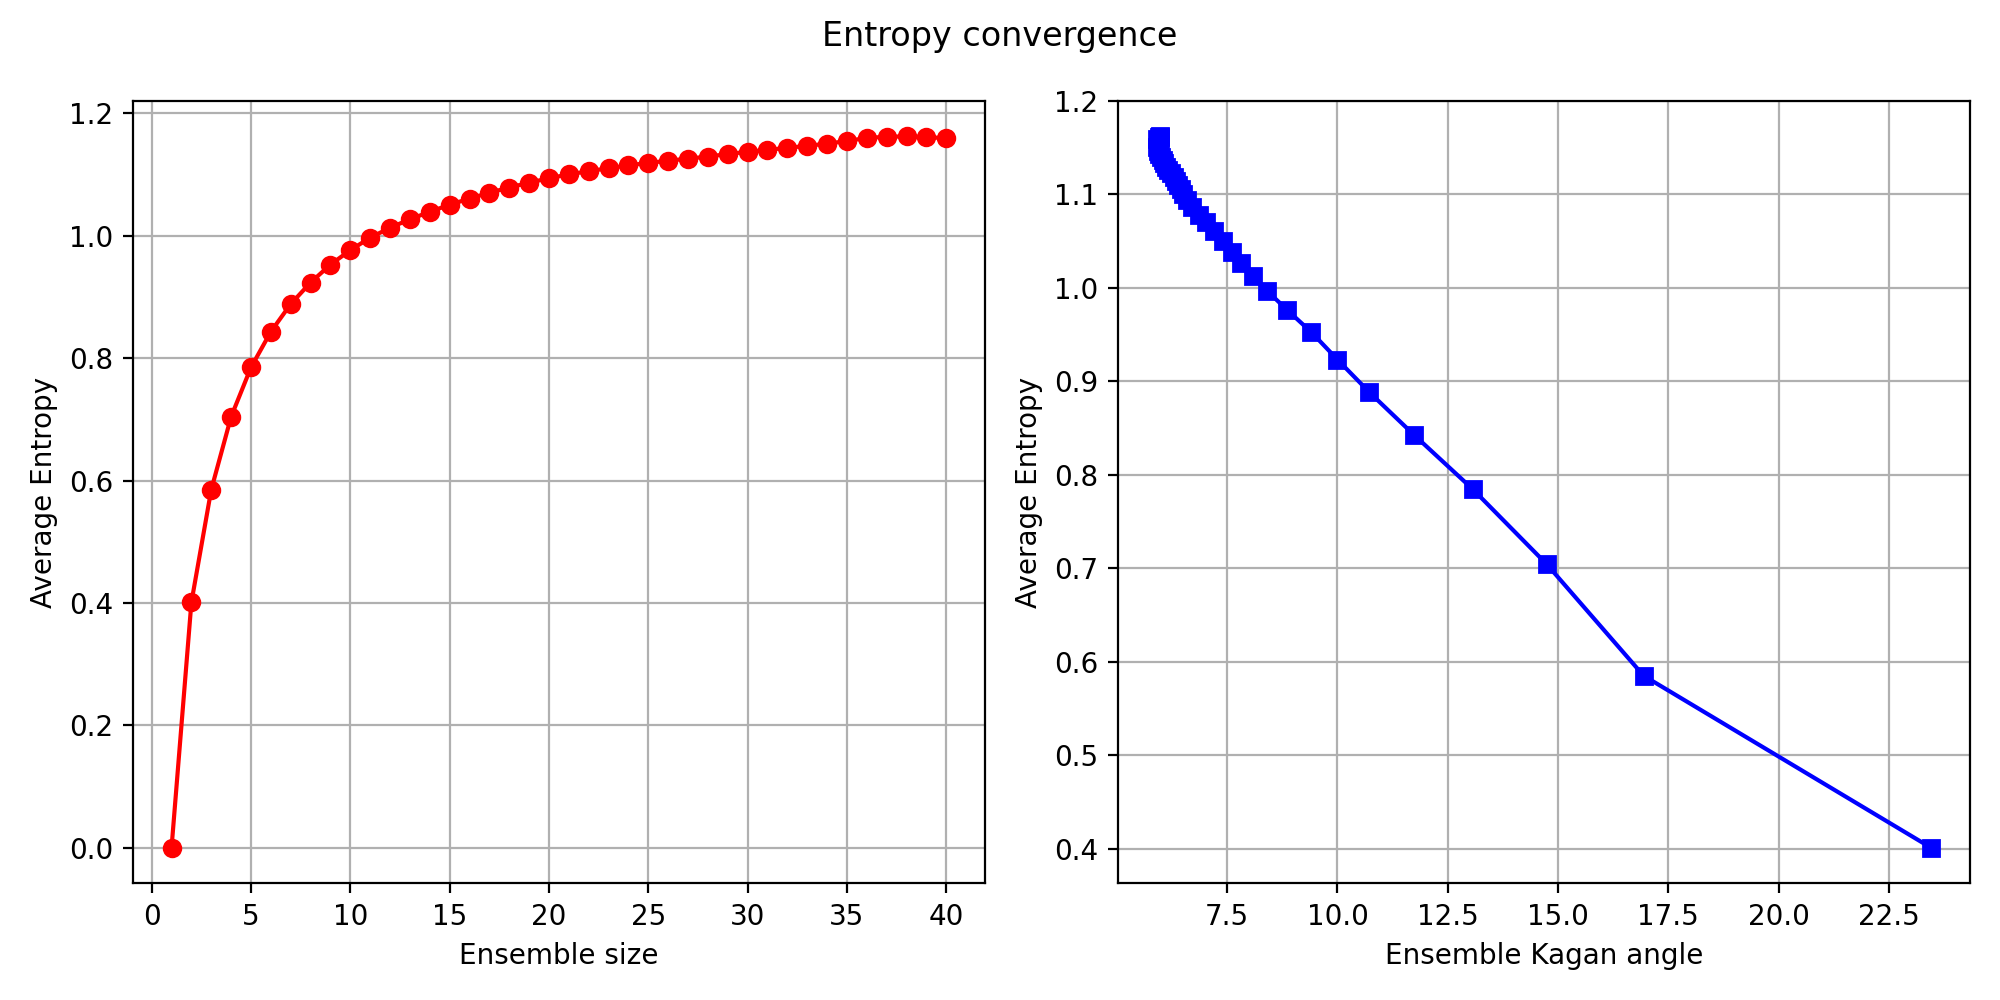 Entropy convergence
1.2
1.0
0.8
0.6
0.4
0.2
0.0
Average Entropy
0 5 10 15 20 25 30 35 40
Ensemble size
1.2
1.1
1.0
0.9
0.8
0.7
0.6
0.5
0.4
Average Entropy
7.5 10.0 12.5 15.0 17.5 20.0 22.5
Ensemble Kagan angle